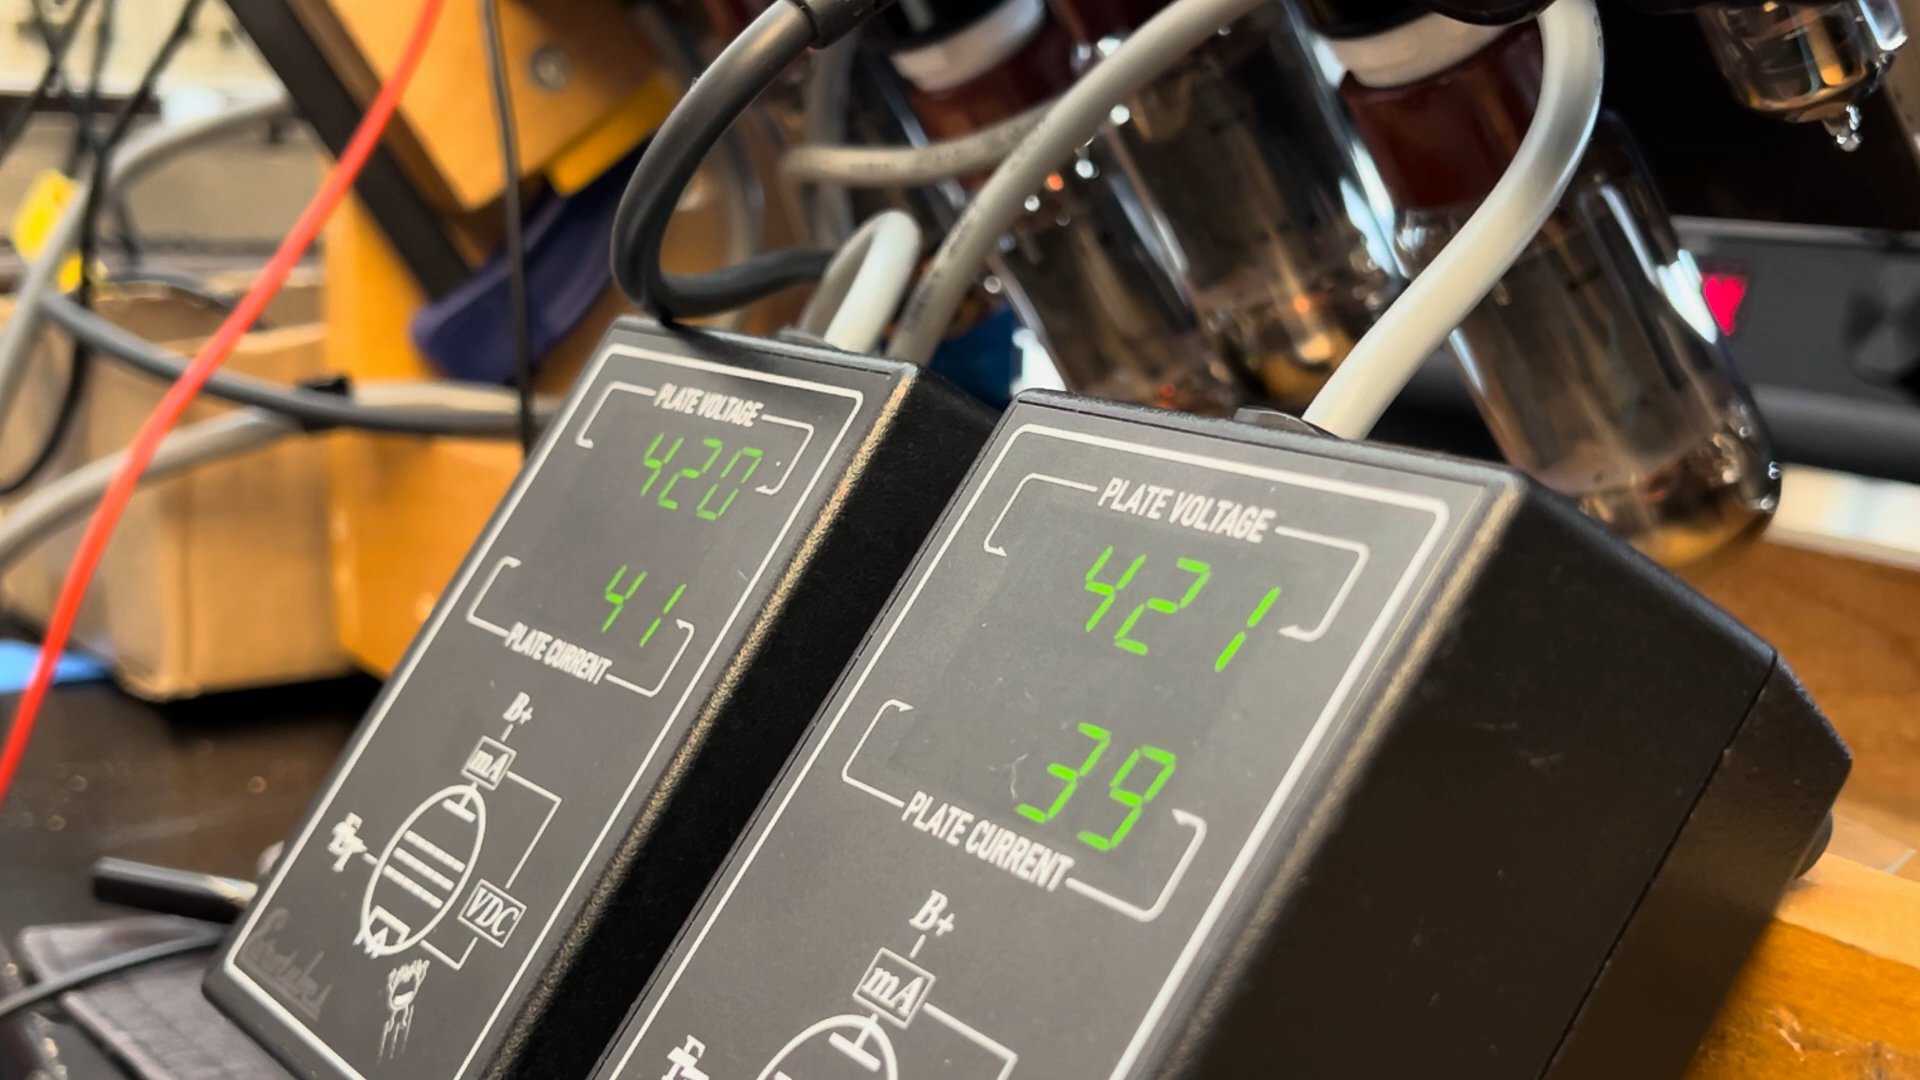 PLATE VOLTAGE
420
41
PLATE CURRENT
B+
mA
VDC
PLATE VOLTAGE
421
39
PLATE CURRENT
B+
mA